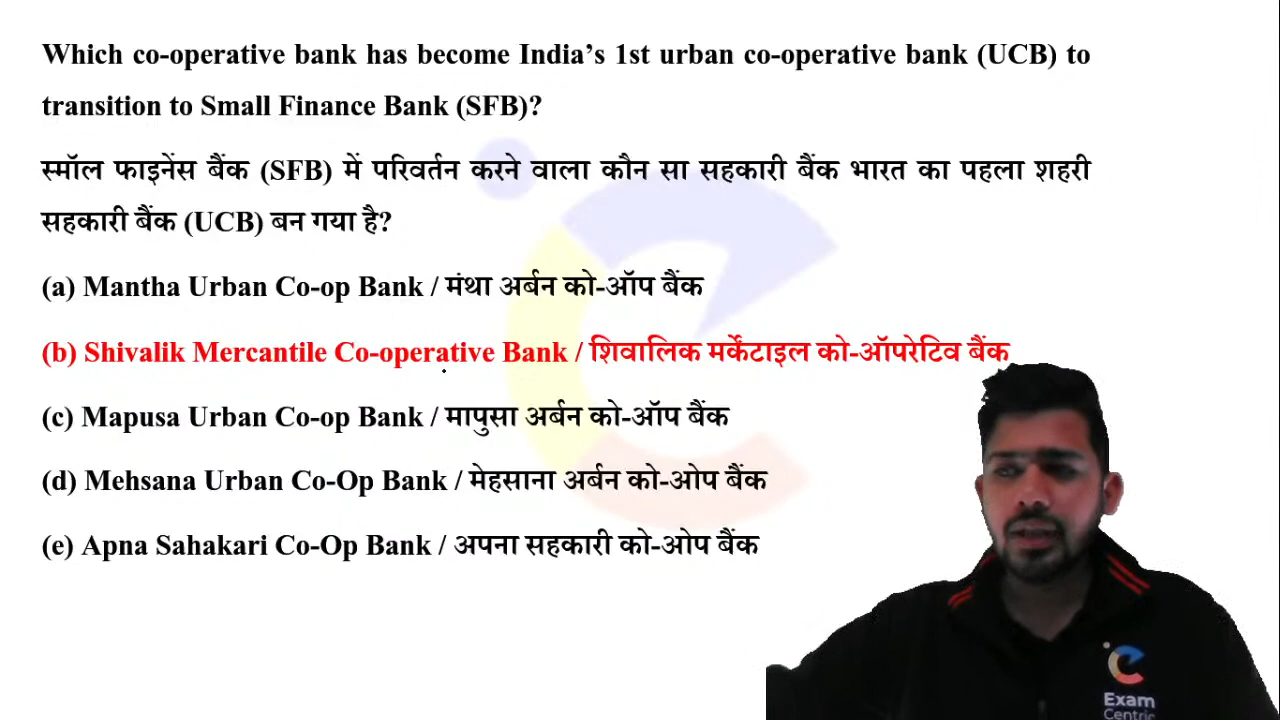 Which co-operative bank has become India’s 1st urban co-operative bank (UCB) to
transition to Small Finance Bank (SFB)?
स्मॉल फाइनेंस बैंक (SFB) में परिवर्तन करने वाला कौन सा सहकारी बैंक भारत का पहला शहरी
सहकारी बैंक (UCB) बन गया है?
(a) Mantha Urban Co-op Bank / मंथा अर्बन को-ऑप बैंक
(b) Shivalik Mercantile Co-operative Bank / शिवालिक मर्केंटाइल को-ऑपरेटिव बैंक
(c) Mapusa Urban Co-op Bank / मापुसा अर्बन को-ऑप बैंक
(d) Mehsana Urban Co-Op Bank / मेहसाना अर्बन को-ओप बैंक
(e) Apna Sahakari Co-Op Bank / अपना सहकारी को-ओप बैंक
Exam
Centric